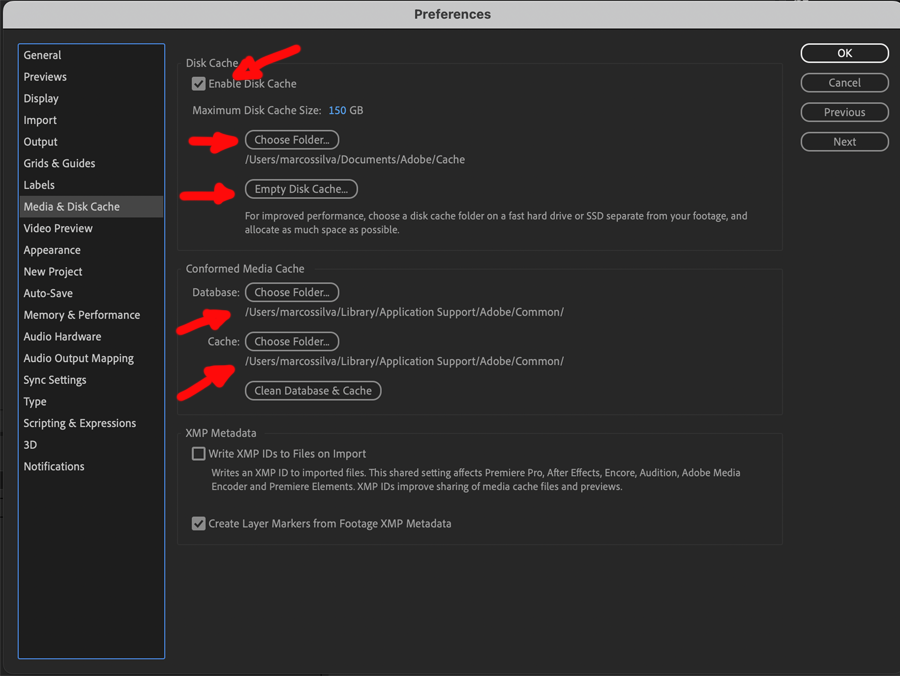 Preferences
General
Previews
Display
Import
Output
Grids & Guides
Labels
Media & Disk Cache
Video Preview
Appearance
New Project
Auto-Save
Memory & Performance
Audio Hardware
Audio Output Mapping
Sync Settings
Type
Scripting & Expressions
3D
Notifications
Disk Cache
Enable Disk Cache
Maximum Disk Cache Size: 150 GB
Choose Folder...
/Users/marcossilva/Documents/Adobe/Cache
Empty Disk Cache...
For improved performance, choose a disk cache folder on a fast hard drive or SSD separate from your footage, and
allocate as much space as possible.
Conformed Media Cache
Database: Choose Folder...
/Users/marcossilva/Library/Application Support/Adobe/Common/
Cache: Choose Folder...
/Users/marcossilva/Library/Application Support/Adobe/Common/
Clean Database & Cache
XMP Metadata
Write XMP IDs to Files on Import
Writes an XMP ID to imported files. This shared setting affects Premiere Pro, After Effects, Encore, Audition, Adobe Media
Encoder and Premiere Elements. XMP IDs improve sharing of media cache files and previews.
Create Layer Markers from Footage XMP Metadata
OK
Cancel
Previous
Next